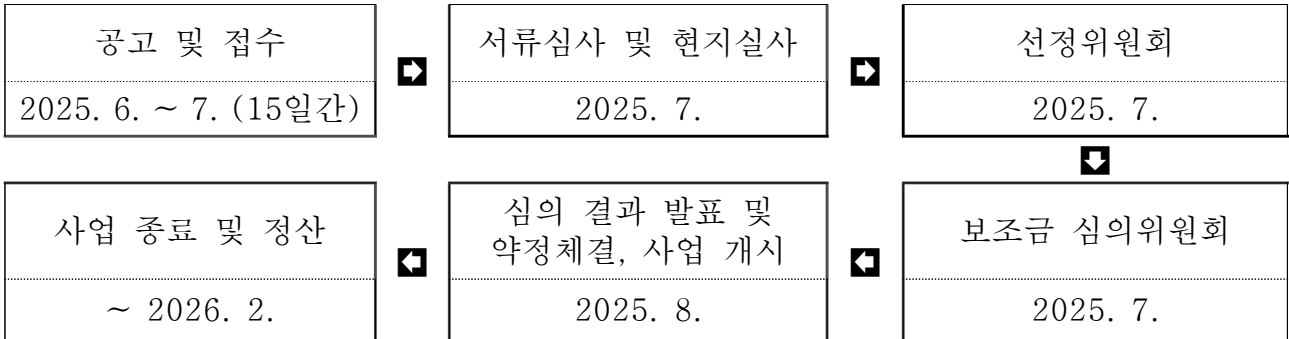 공고 및 접수
2025. 6. ~ 7. (15일간)
서류심사 및 현지실사
2025. 7.
선정위원회
2025. 7.
보조금 심의위원회
2025. 7.
심의 결과 발표 및
약정체결, 사업 개시
2025. 8.
사업 종료 및 정산
~ 2026. 2.